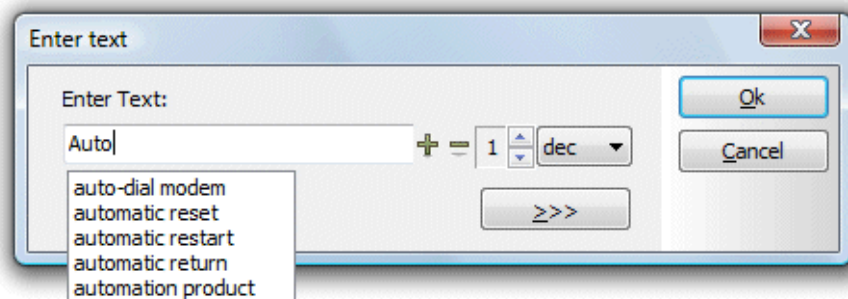 Enter text
Enter Text:
Auto
1
dec
Ok
Cancel
>>>
auto-dial modem
automatic reset
automatic restart
automatic return
automation product